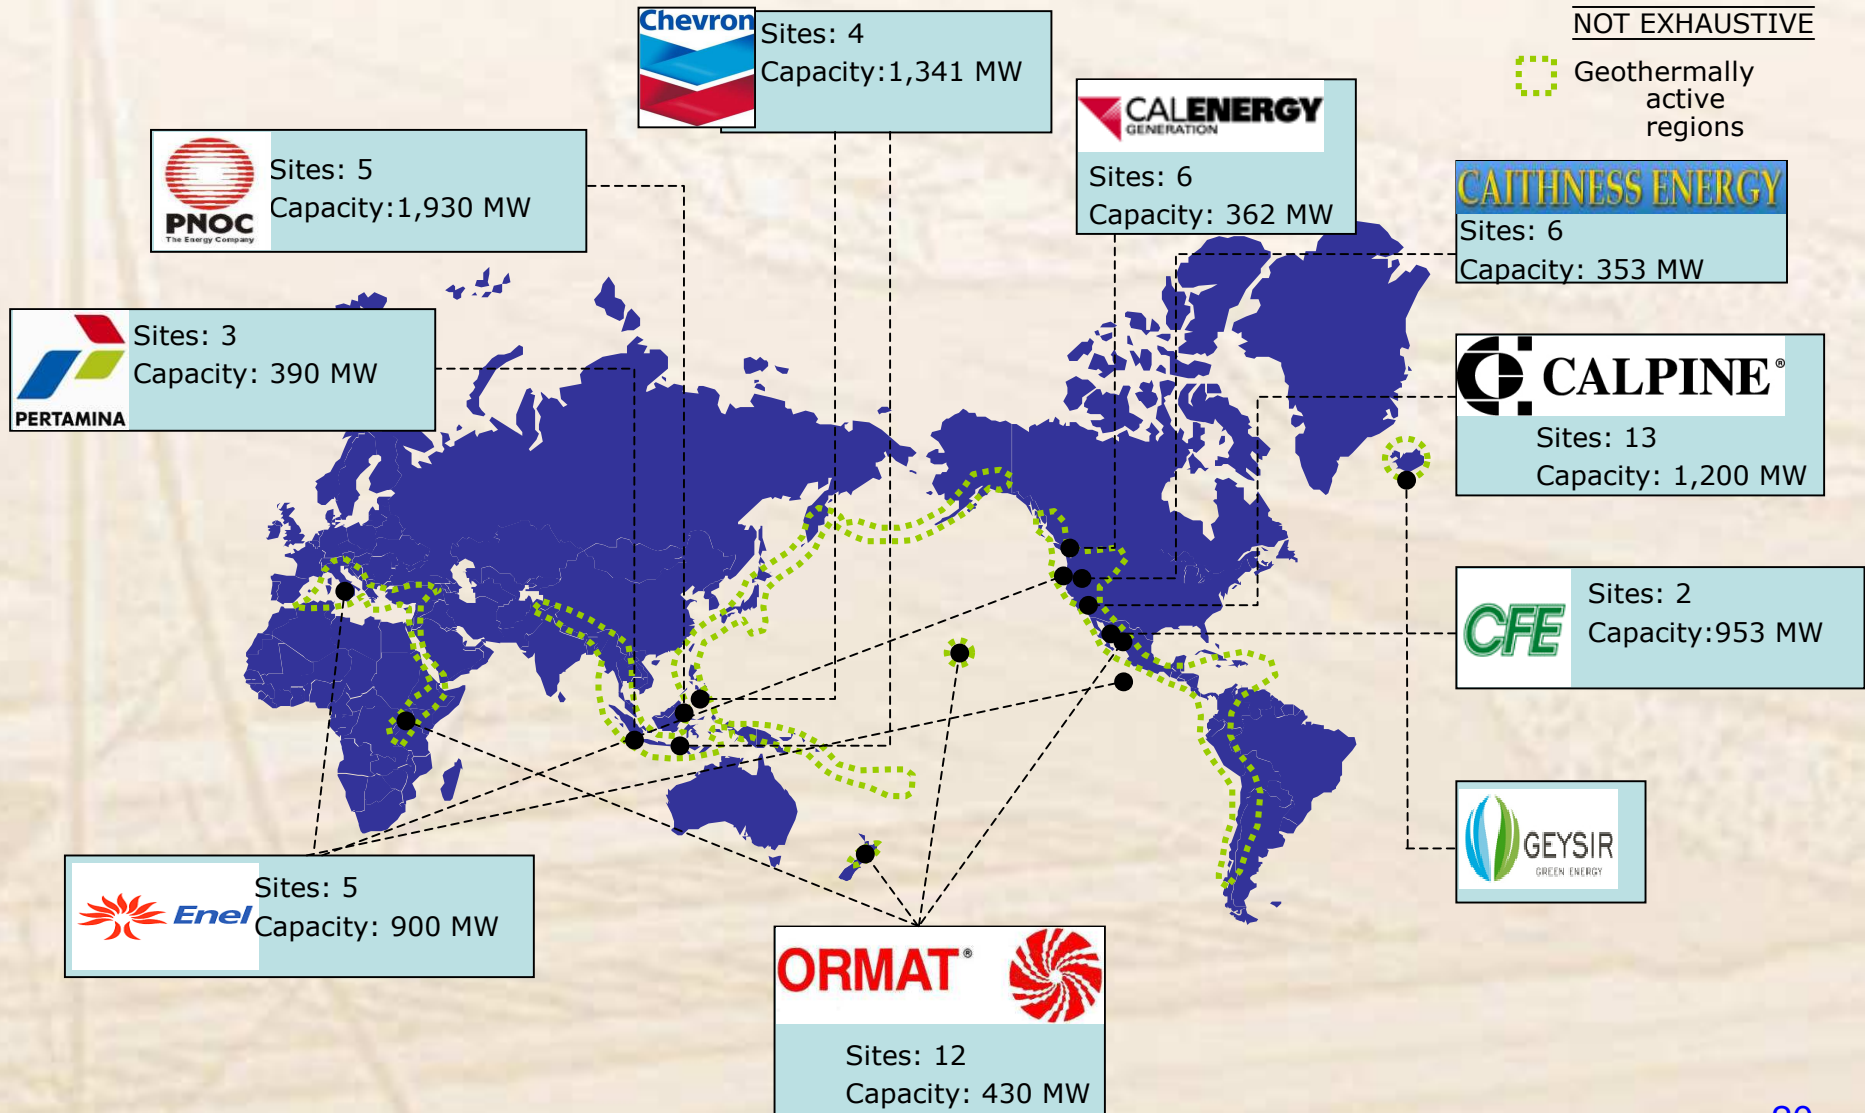 NOT EXHAUSTIVE
Geothermally
active
regions
Chevron
Sites: 4
Capacity:1,341 MW
CALENERGY
GENERATION
Sites: 6
Capacity: 362 MW
PNOC
The Energy Company
Sites: 5
Capacity:1,930 MW
CAITHNESS ENERGY
Sites: 6
Capacity: 353 MW
PERTAMINA
Sites: 3
Capacity: 390 MW
CALPINE®
Sites: 13
Capacity: 1,200 MW
CFE
Sites: 2
Capacity:953 MW
GEYSIR
GREEN ENERGY
Enel
Sites: 5
Capacity: 900 MW
ORMAT®
Sites: 12
Capacity: 430 MW